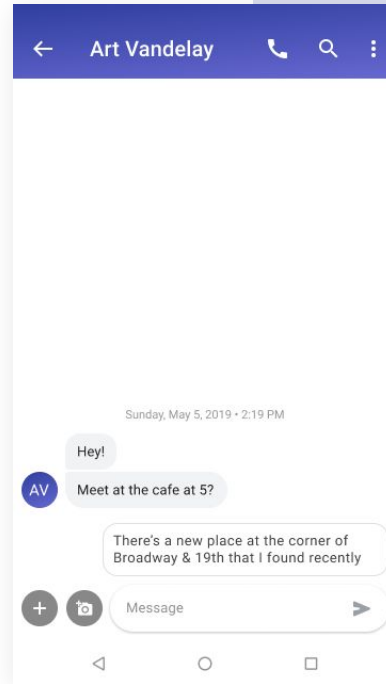 Art Vandelay
Sunday, May 5, 2019 • 2:19 PM
Hey!
AV
Meet at the cafe at 5?
There's a new place at the corner of
Broadway & 19th that I found recently
Message